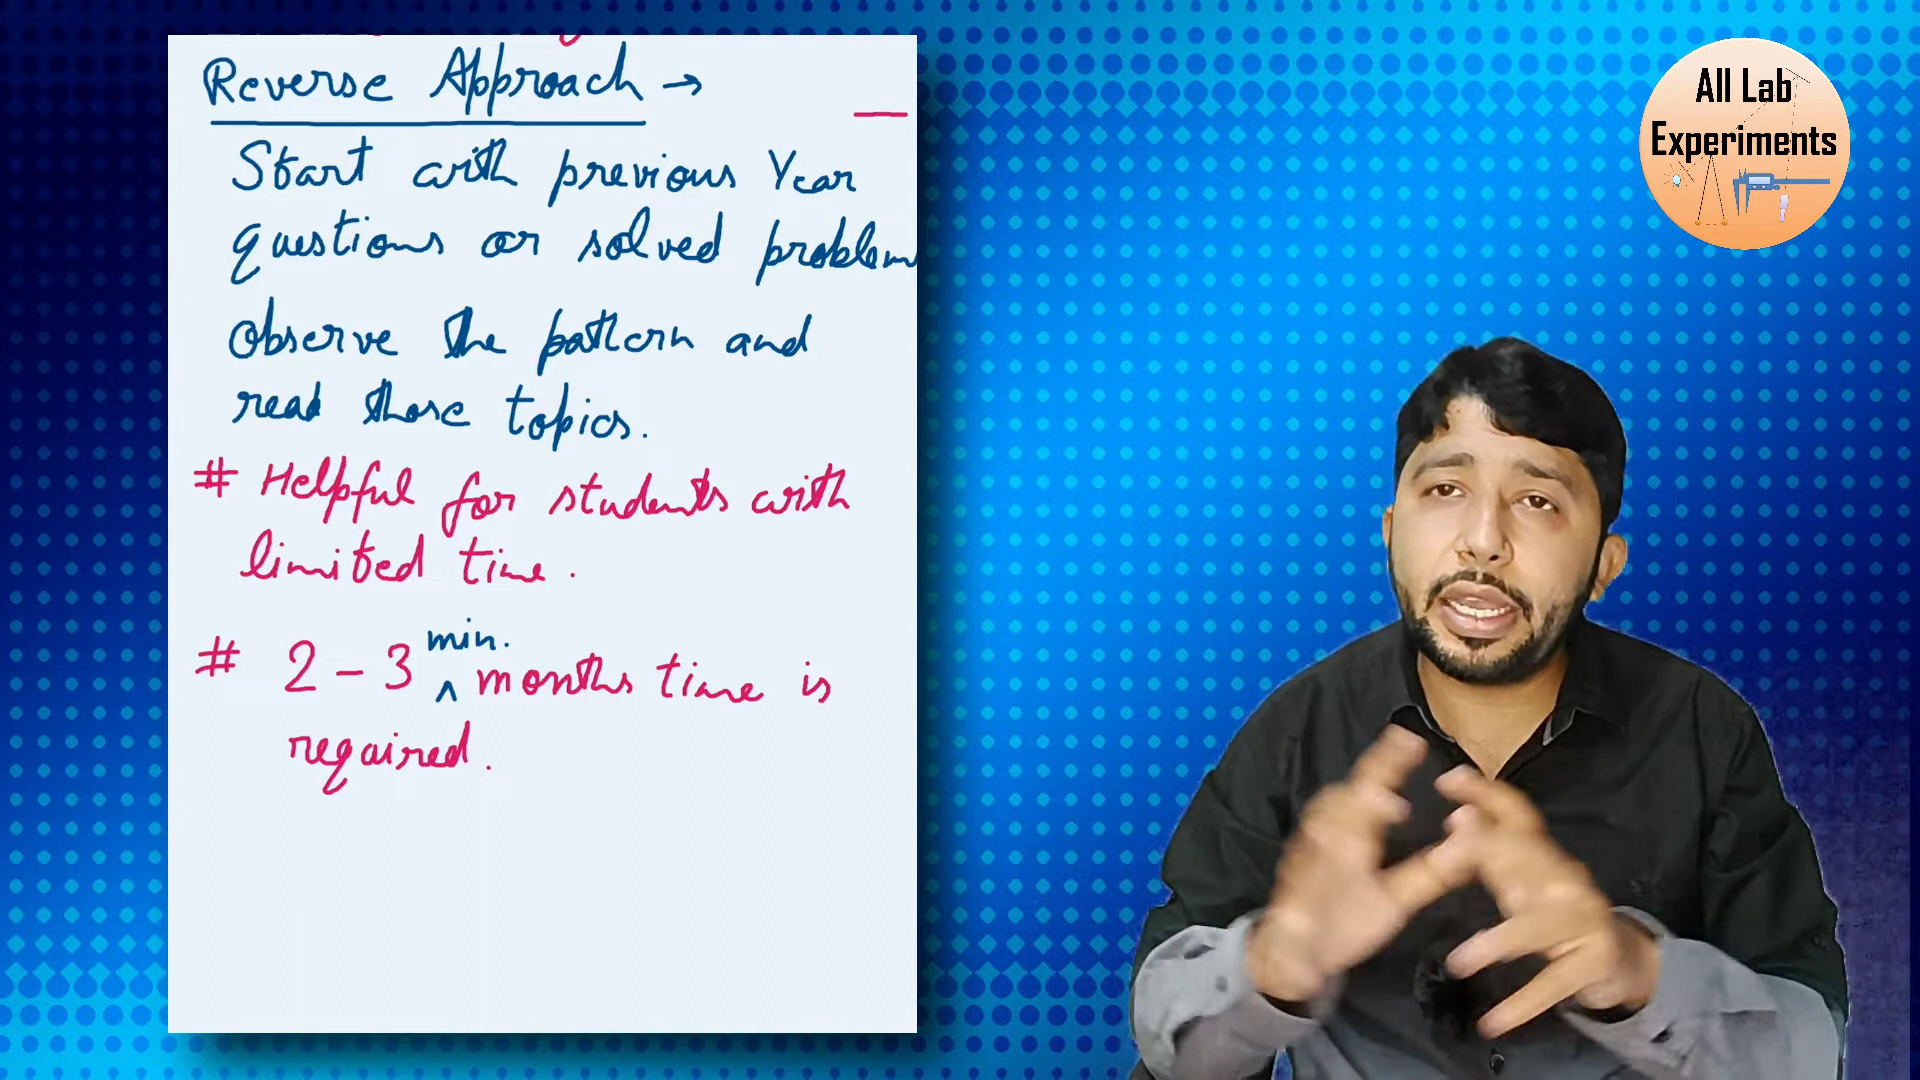 Reverse Approach →
Start with previous Year
questions or solved problem
observe the pattern and
read those topics.
# Helpful for students with
limited time.
min.
# 2-3 ^ months time is
required.
All Lab
Experiments